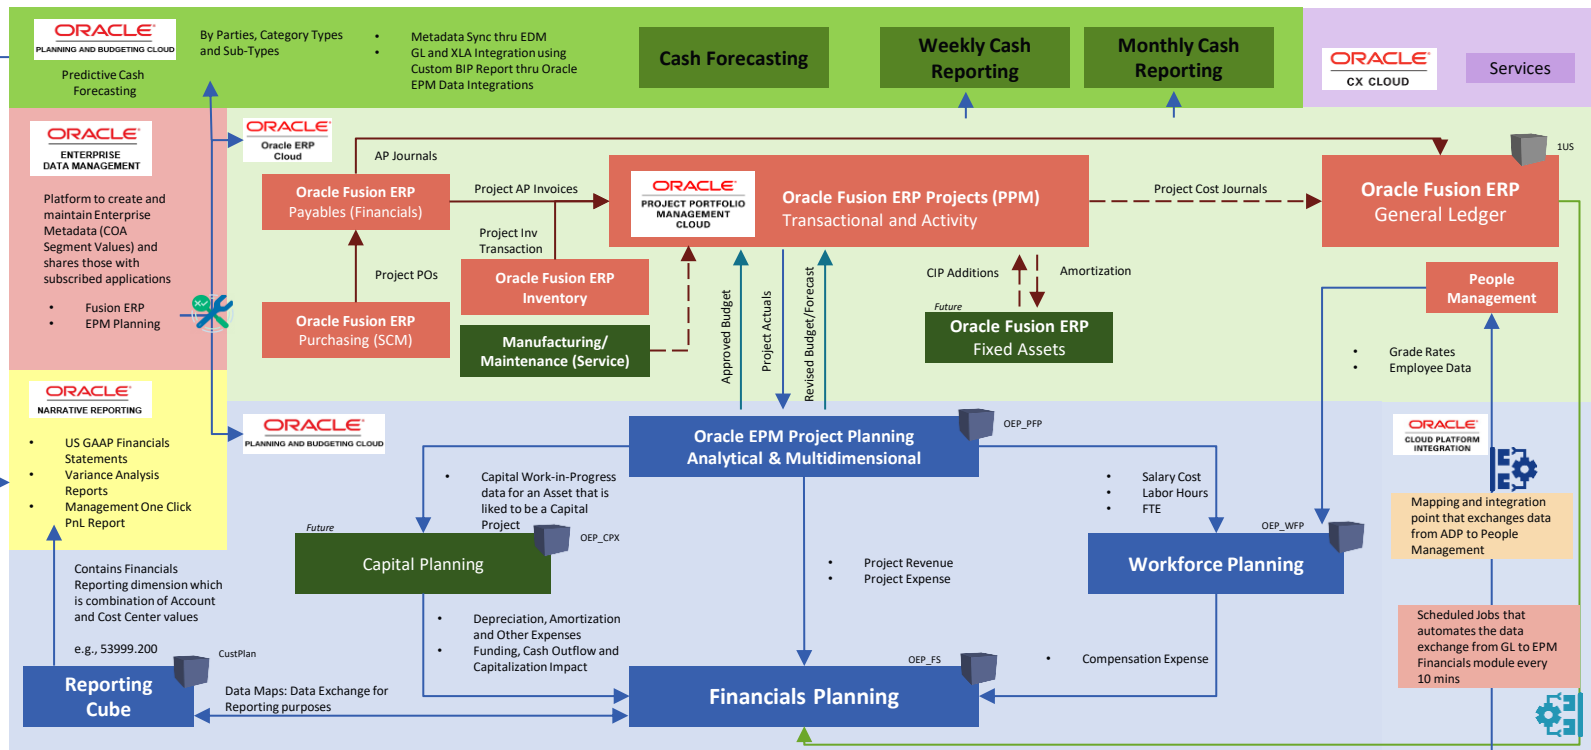 ORACLE
PLANNING AND BUDGETING CLOUD
Predictive Cash
Forecasting
By Parties, Category Types
and Sub-Types
• Metadata Sync thru EDM
• GL and XLA Integration using
Custom BIP Report thru Oracle
EPM Data Integrations
Cash Forecasting
Weekly Cash
Reporting
Monthly Cash
Reporting
ORACLE
CX CLOUD
Services
ORACLE
ENTERPRISE
DATA MANAGEMENT
Platform to create and
maintain Enterprise
Metadata (COA
Segment Values) and
shares those with
subscribed applications
• Fusion ERP
• EPM Planning
ORACLE
Oracle ERP
Cloud
AP Journals
Oracle Fusion ERP
Payables (Financials)
Project AP Invoices
Project Inv
Transaction
Project POs
Oracle Fusion ERP
Inventory
Oracle Fusion ERP
Purchasing (SCM)
Manufacturing/
Maintenance (Service)
ORACLE
PROJECT PORTFOLIO
MANAGEMENT
CLOUD
Oracle Fusion ERP Projects (PPM)
Transactional and Activity
Project Cost Journals
1US
Oracle Fusion ERP
General Ledger
Approved Budget
Project Actuals
Revised Budget/Forecast
CIP Additions
Amortization
Future
Oracle Fusion ERP
Fixed Assets
People
Management
• Grade Rates
• Employee Data
ORACLE
NARRATIVE REPORTING
• US GAAP Financials
Statements
• Variance Analysis
Reports
• Management One Click
PnL Report
ORACLE
PLANNING AND BUDGETING CLOUD
Oracle EPM Project Planning
Analytical & Multidimensional
OEP_PFP
ORACLE
CLOUD PLATFORM
INTEGRATION
• Capital Work-in-Progress
data for an Asset that is
liked to be a Capital
Project
• Salary Cost
• Labor Hours
• FTE
Mapping and integration
point that exchanges data
from ADP to People
Management
Future
OEP_CPX
Capital Planning
OEP_WFP
Workforce Planning
• Project Revenue
• Project Expense
Contains Financials
Reporting dimension which
is combination of Account
and Cost Center values
e.g., 53999.200
• Depreciation, Amortization
and Other Expenses
• Funding, Cash Outflow and
Capitalization Impact
Scheduled Jobs that
automates the data
exchange from GL to EPM
Financials module every
10 mins
CustPlan
Reporting
Cube
Data Maps: Data Exchange for
Reporting purposes
OEP_FS
Financials Planning
• Compensation Expense